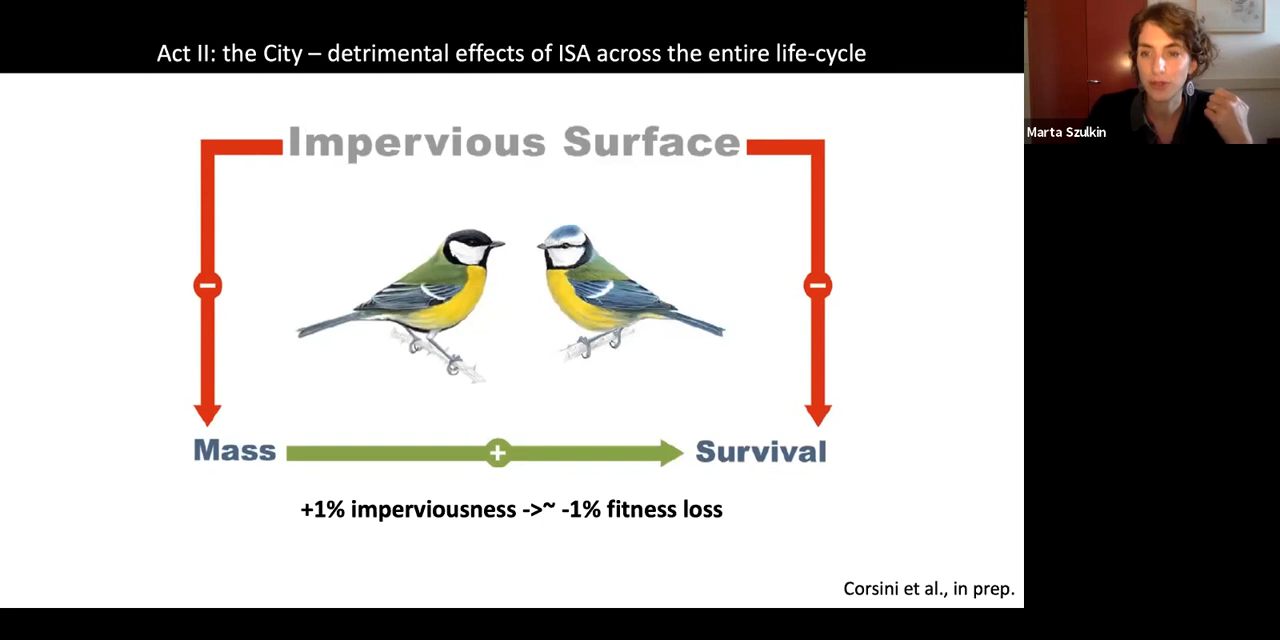 Act II: the City – detrimental effects of ISA across the entire life-cycle
Marta Szulkin
Impervious Surface
Mass
Survival
+1% imperviousness ->~ -1% fitness loss
Corsini et al., in prep.